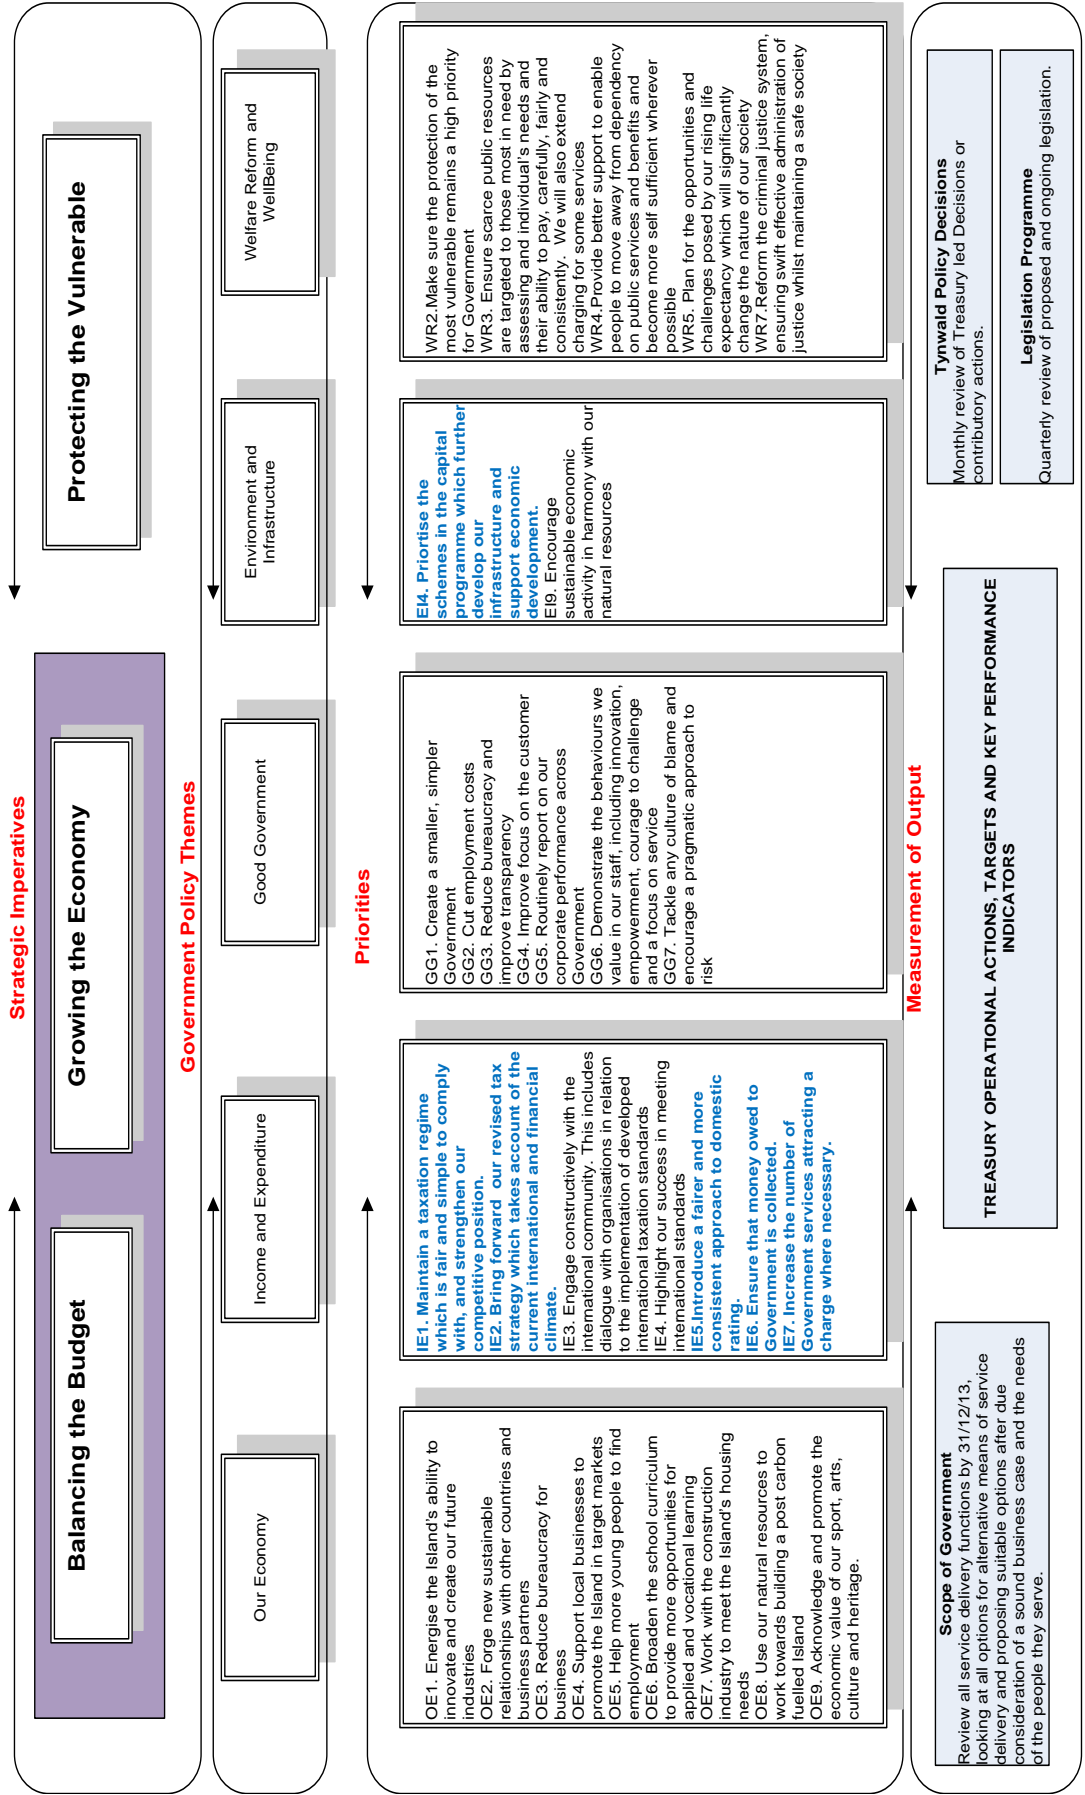 Strategic Imperatives
Balancing the Budget
Growing the Economy
Protecting the Vulnerable
Government Policy Themes
Our Economy
Income and Expenditure
Good Government
Environment and
Infrastructure
Welfare Reform and
WellBeing
Priorities
OE1. Energise the Island's ability to
innovate and create our future
industries
OE2. Forge new sustainable
relationships with other countries and
business partners
OE3. Reduce bureaucracy for
business
OE4. Support local businesses to
promote the Island in target markets
OE5. Help more young people to find
employment
OE6. Broaden the school curriculum
to provide more opportunities for
applied and vocational learning
OE7. Work with the construction
industry to meet the Island's housing
needs
OE8. Use our natural resources to
work towards building a post carbon
fuelled Island
OE9. Acknowledge and promote the
economic value of our sport, arts,
culture and heritage.
IE1. Maintain a taxation regime
which is fair and simple to comply
with, and strengthen our
competitive position.
IE2. Bring forward our revised tax
strategy which takes account of the
current international and financial
climate.
IE3. Engage constructively with the
international community. This includes
dialogue with organisations in relation
to the implementation of developed
international taxation standards
IE4. Highlight our success in meeting
international standards
IE5.Introduce a fairer and more
consistent approach to domestic
rating.
IE6. Ensure that money owed to
Government is collected.
IE7. Increase the number of
Government services attracting a
charge where necessary.
GG1. Create a smaller, simpler
Government
GG2. Cut employment costs
GG3. Reduce bureaucracy and
improve transparency
GG4. Improve focus on the customer
GG5. Routinely report on our
corporate performance across
Government
GG6. Demonstrate the behaviours we
value in our staff, including innovation,
empowerment, courage to challenge
and a focus on service
GG7. Tackle any culture of blame and
encourage a pragmatic approach to
risk
EI4. Priortise the
schemes in the capital
programme which further
develop our
infrastructure and
support economic
development.
EI9. Encourage
sustainable economic
activity in harmony with our
natural resources
WR2.Make sure the protection of the
most vulnerable remains a high priority
for Government
WR3. Ensure scarce public resources
are targeted to those most in need by
assessing and individual's needs and
their ability to pay, carefully, fairly and
consistently. We will also extend
charging for some services
WR4.Provide better support to enable
people to move away from dependency
on public services and benefits and
become more self sufficient wherever
possible
WR5. Plan for the opportunities and
challenges posed by our rising life
expectancy which will significantly
change the nature of our society
WR7.Reform the criminal justice system,
ensuring swift effective administration of
justice whilst maintaining a safe society
Measurement of Output
Scope of Government
Review all service delivery functions by 31/12/13,
looking at all options for alternative means of service
delivery and proposing suitable options after due
consideration of a sound business case and the needs
of the people they serve.
TREASURY OPERATIONAL ACTIONS, TARGETS AND KEY PERFORMANCE
INDICATORS
Tynwald Policy Decisions
Monthly review of Treasury led Decisions or
contributory actions.
Legislation Programme
Quarterly review of proposed and ongoing legislation.